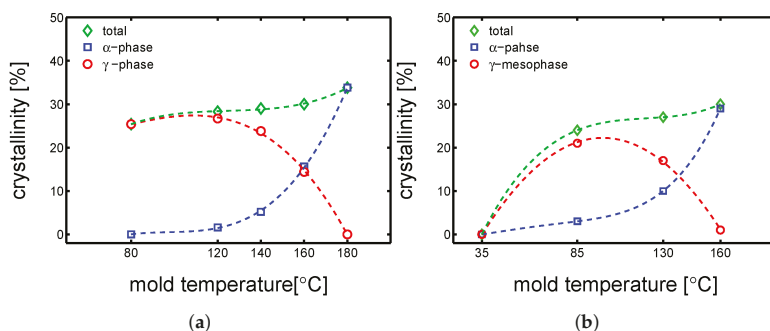 50
40
30
20
10
0
crystallinity [%]
total
α-phase
γ-phase
80
120
140
160
180
mold temperature[°C]
(a)
50
40
30
20
10
0
crystallinity [%]
total
α-pahse
γ-mesophase
35
85
130
160
mold temperature [°C]
(b)